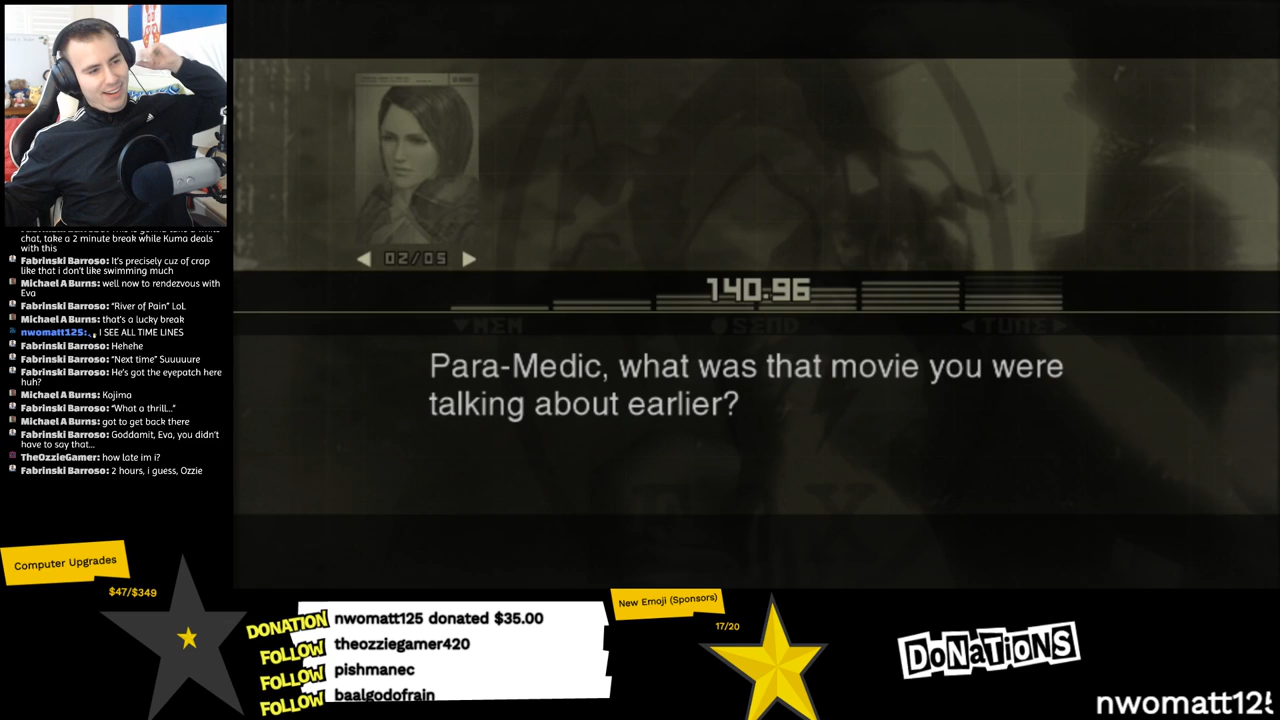 chat, take a 2 minute break while Kuma deals
with this
Fabrinski Barroso: It's precisely cuz of crap
like that i don't like swimming much
Michael A Burns: well now to rendezvous with
Eva
Fabrinski Barroso: "River of Pain" LoL
Michael A Burns: that's a lucky break
nwomatt125: I SEE ALL TIME LINES
Fabrinski Barroso: Hehehe
Fabrinski Barroso: "Next time" Suuuure
Fabrinski Barroso: He's got the eyepatch here
huh?
Michael A Burns: Kojima
Fabrinski Barroso: "What a thrill..."
Michael A Burns: got to get back there
Fabrinski Barroso: Goddamit, Eva, you didn't
have to say that...
TheOzzieGamer: how late im i?
Fabrinski Barroso: 2 hours, i guess, Ozzie
◀ 02/05 ▶
140.96
▼MEM ●SEND ◀TUNE▶
Para-Medic, what was that movie you were
talking about earlier?
Computer Upgrades
$47/$349
DONATION nwomatt125 donated $35.00
FOLLOW theozziegamer420
FOLLOW pishmanec
FOLLOW baalgodofrain
New Emoji (Sponsors)
17/20
DONATIONS
nwomatt125